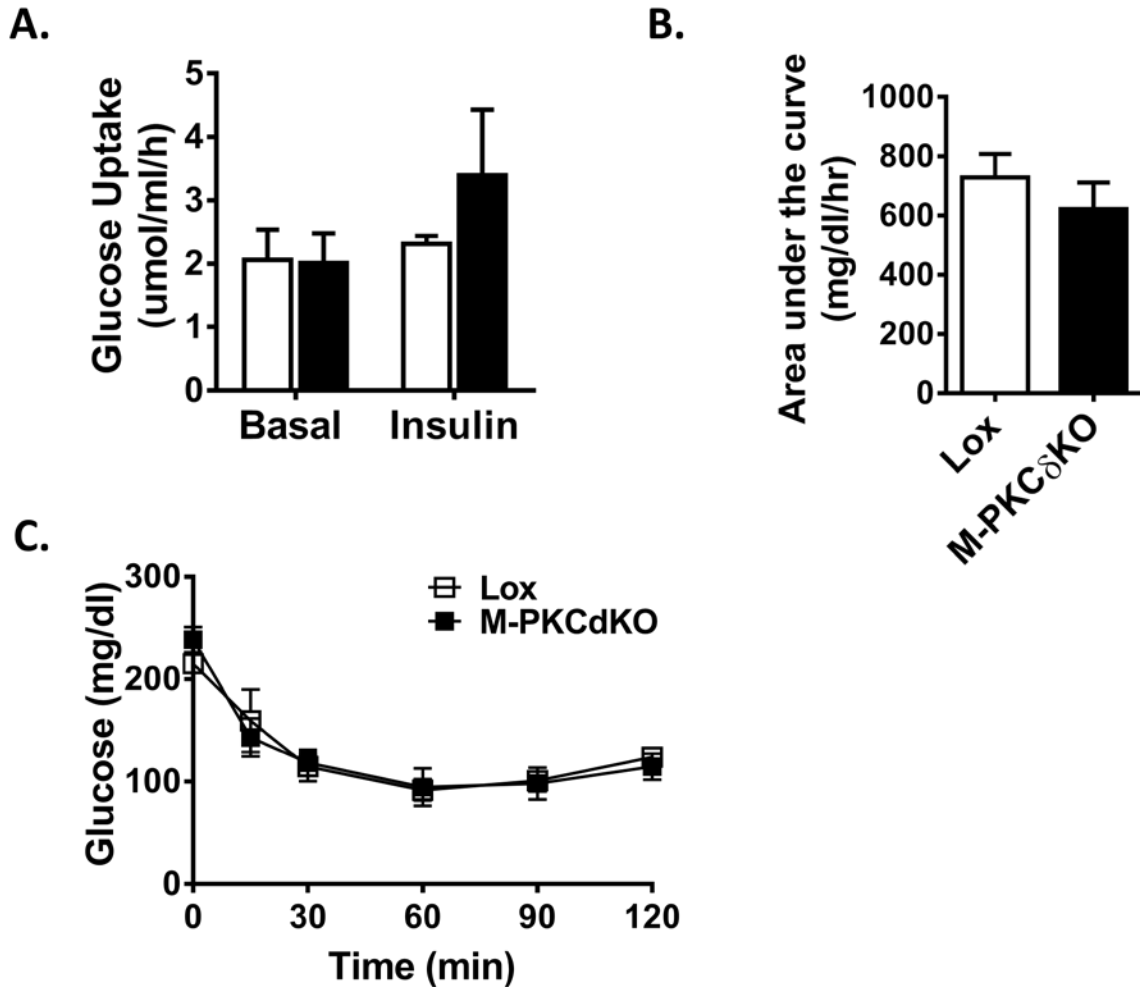 A.
Glucose Uptake
(umol/ml/h)
5
4
3
2
1
0
Basal Insulin
B.
Area under the curve
(mg/dl/hr)
1000
800
600
400
200
0
Lox
M-PKCδKO
C.
Glucose (mg/dl)
300
200
100
0
Lox
M-PKCdKO
0 30 60 90 120
Time (min)